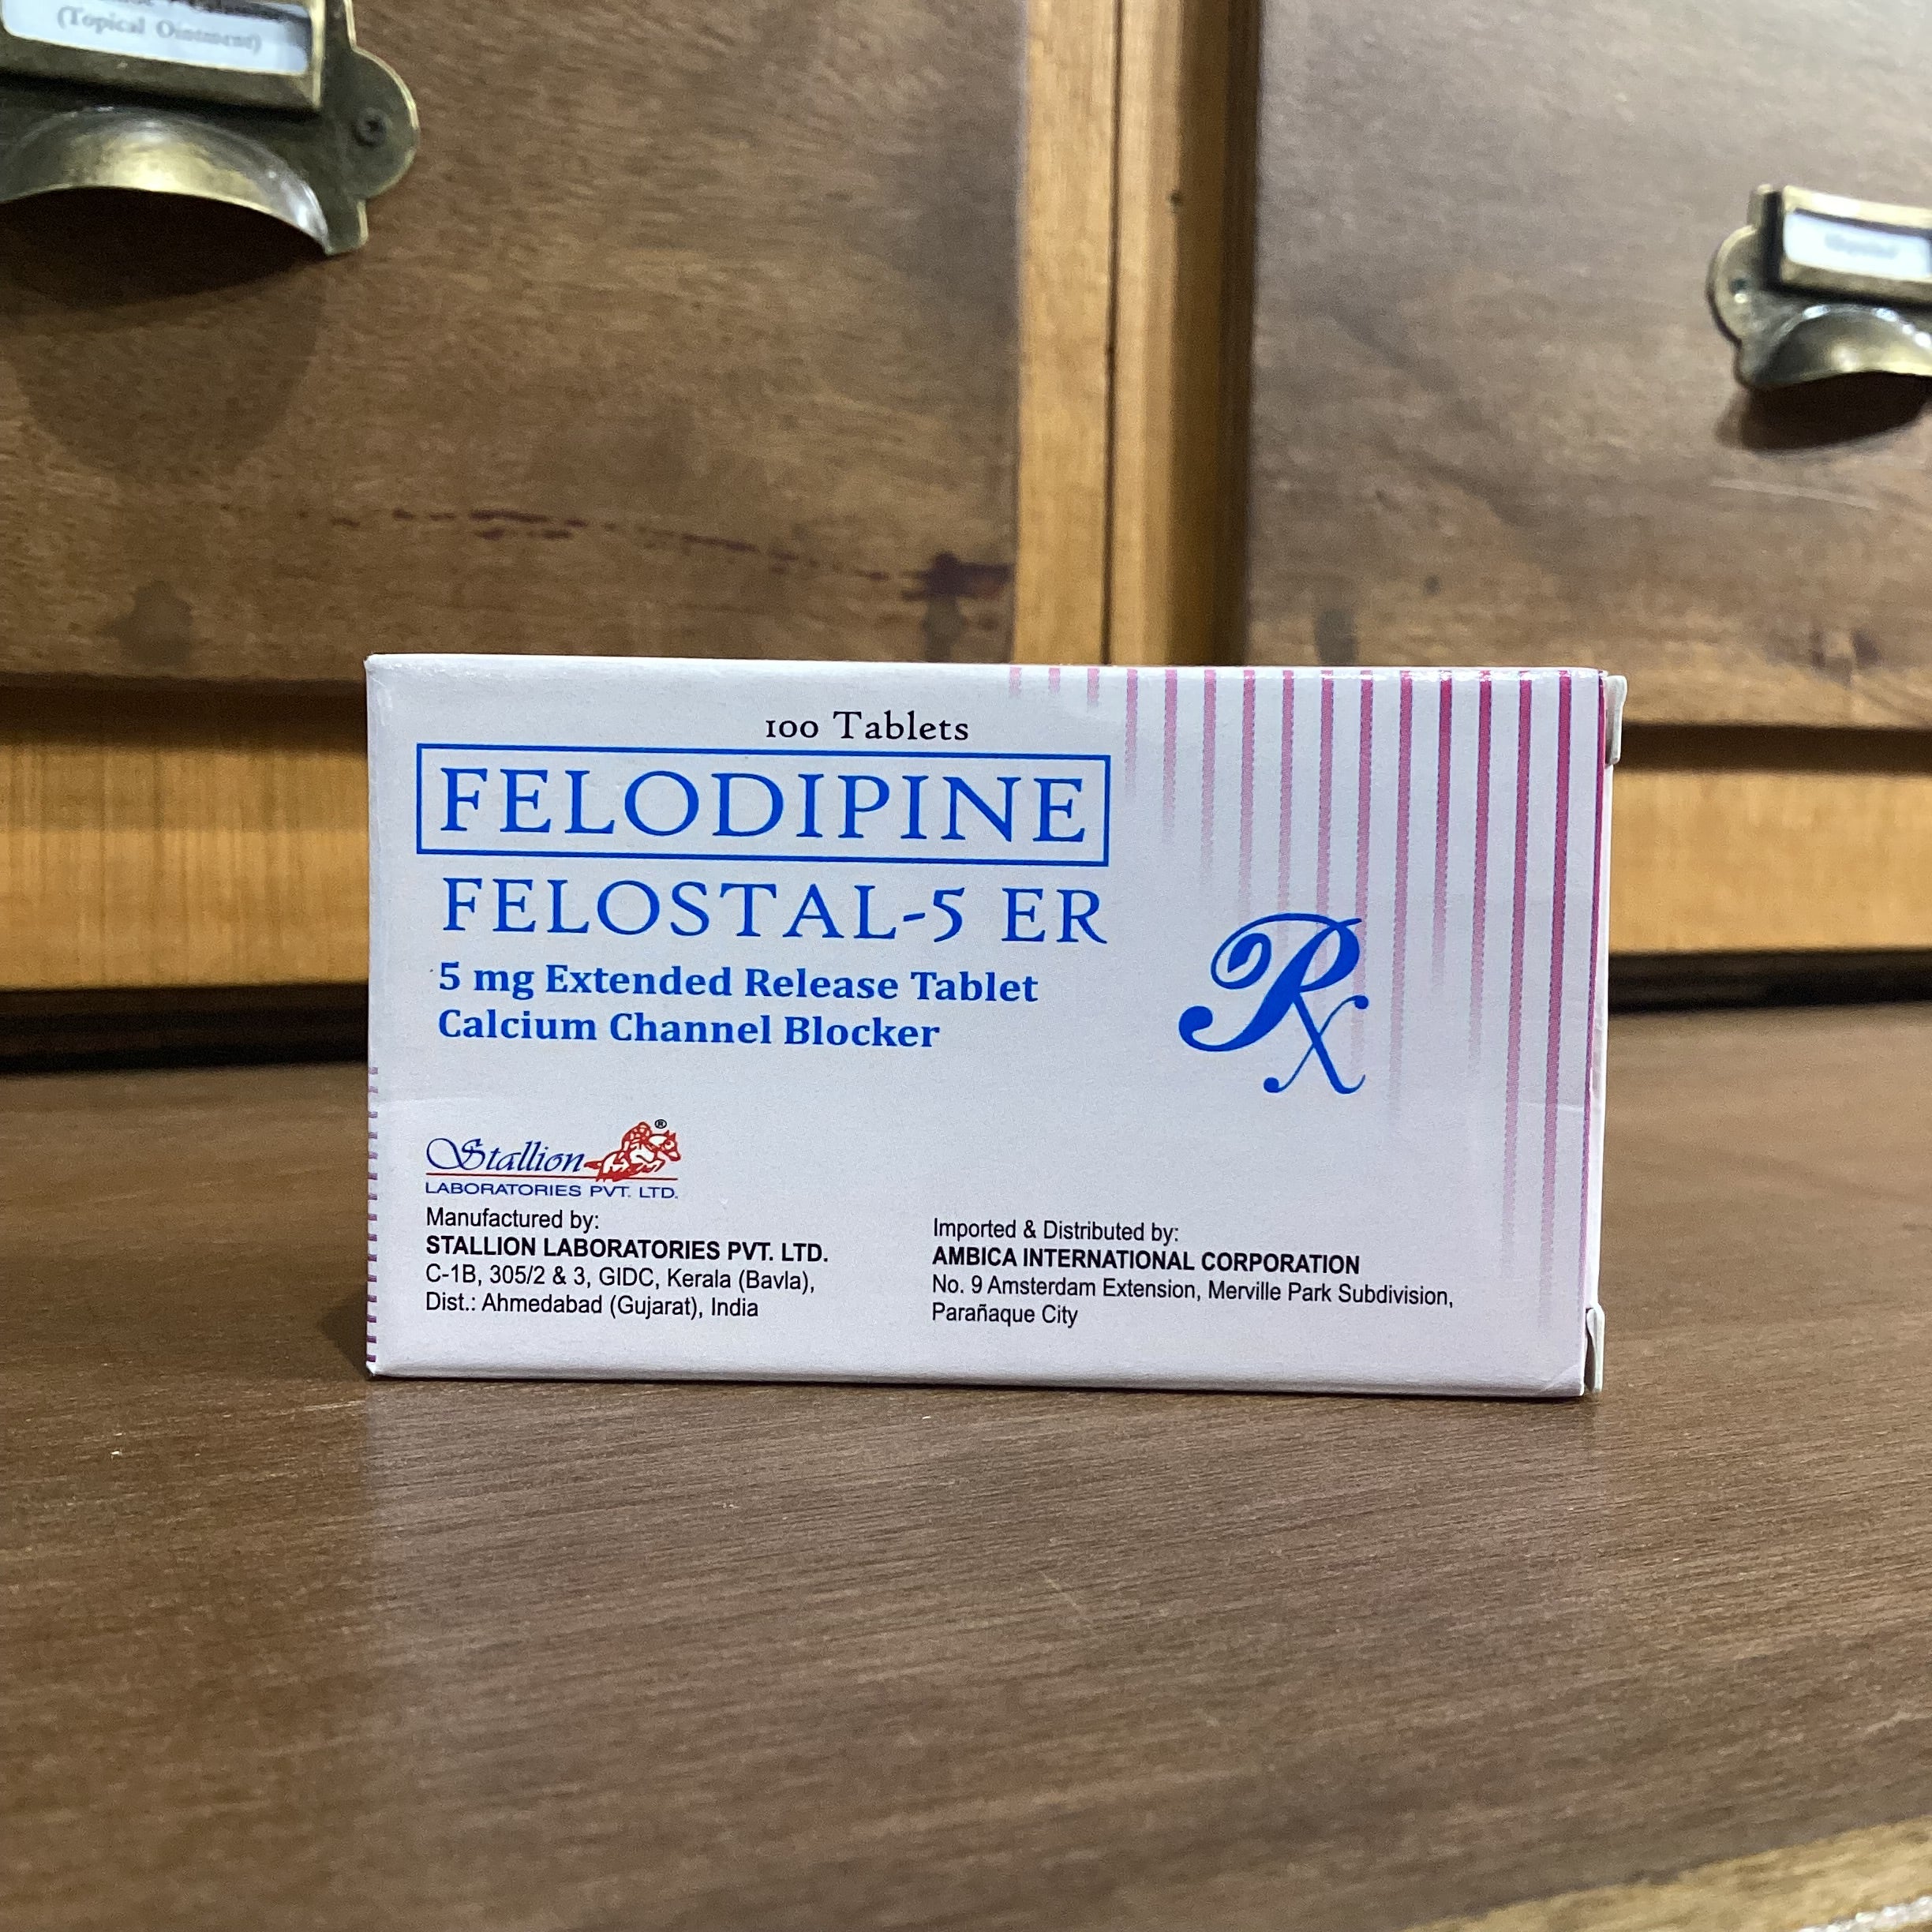 (Topical Ointment)
100 Tablets
FELODIPINE
FELOSTAL-5 ER
5 mg Extended Release Tablet
Calcium Channel Blocker
Rx
Stallion®
LABORATORIES PVT. LTD.
Manufactured by:
STALLION LABORATORIES PVT. LTD.
C-1B, 305/2 & 3, GIDC, Kerala (Bavla),
Dist.: Ahmedabad (Gujarat), India
Imported & Distributed by:
AMBICA INTERNATIONAL CORPORATION
No. 9 Amsterdam Extension, Merville Park Subdivision,
Parañaque City